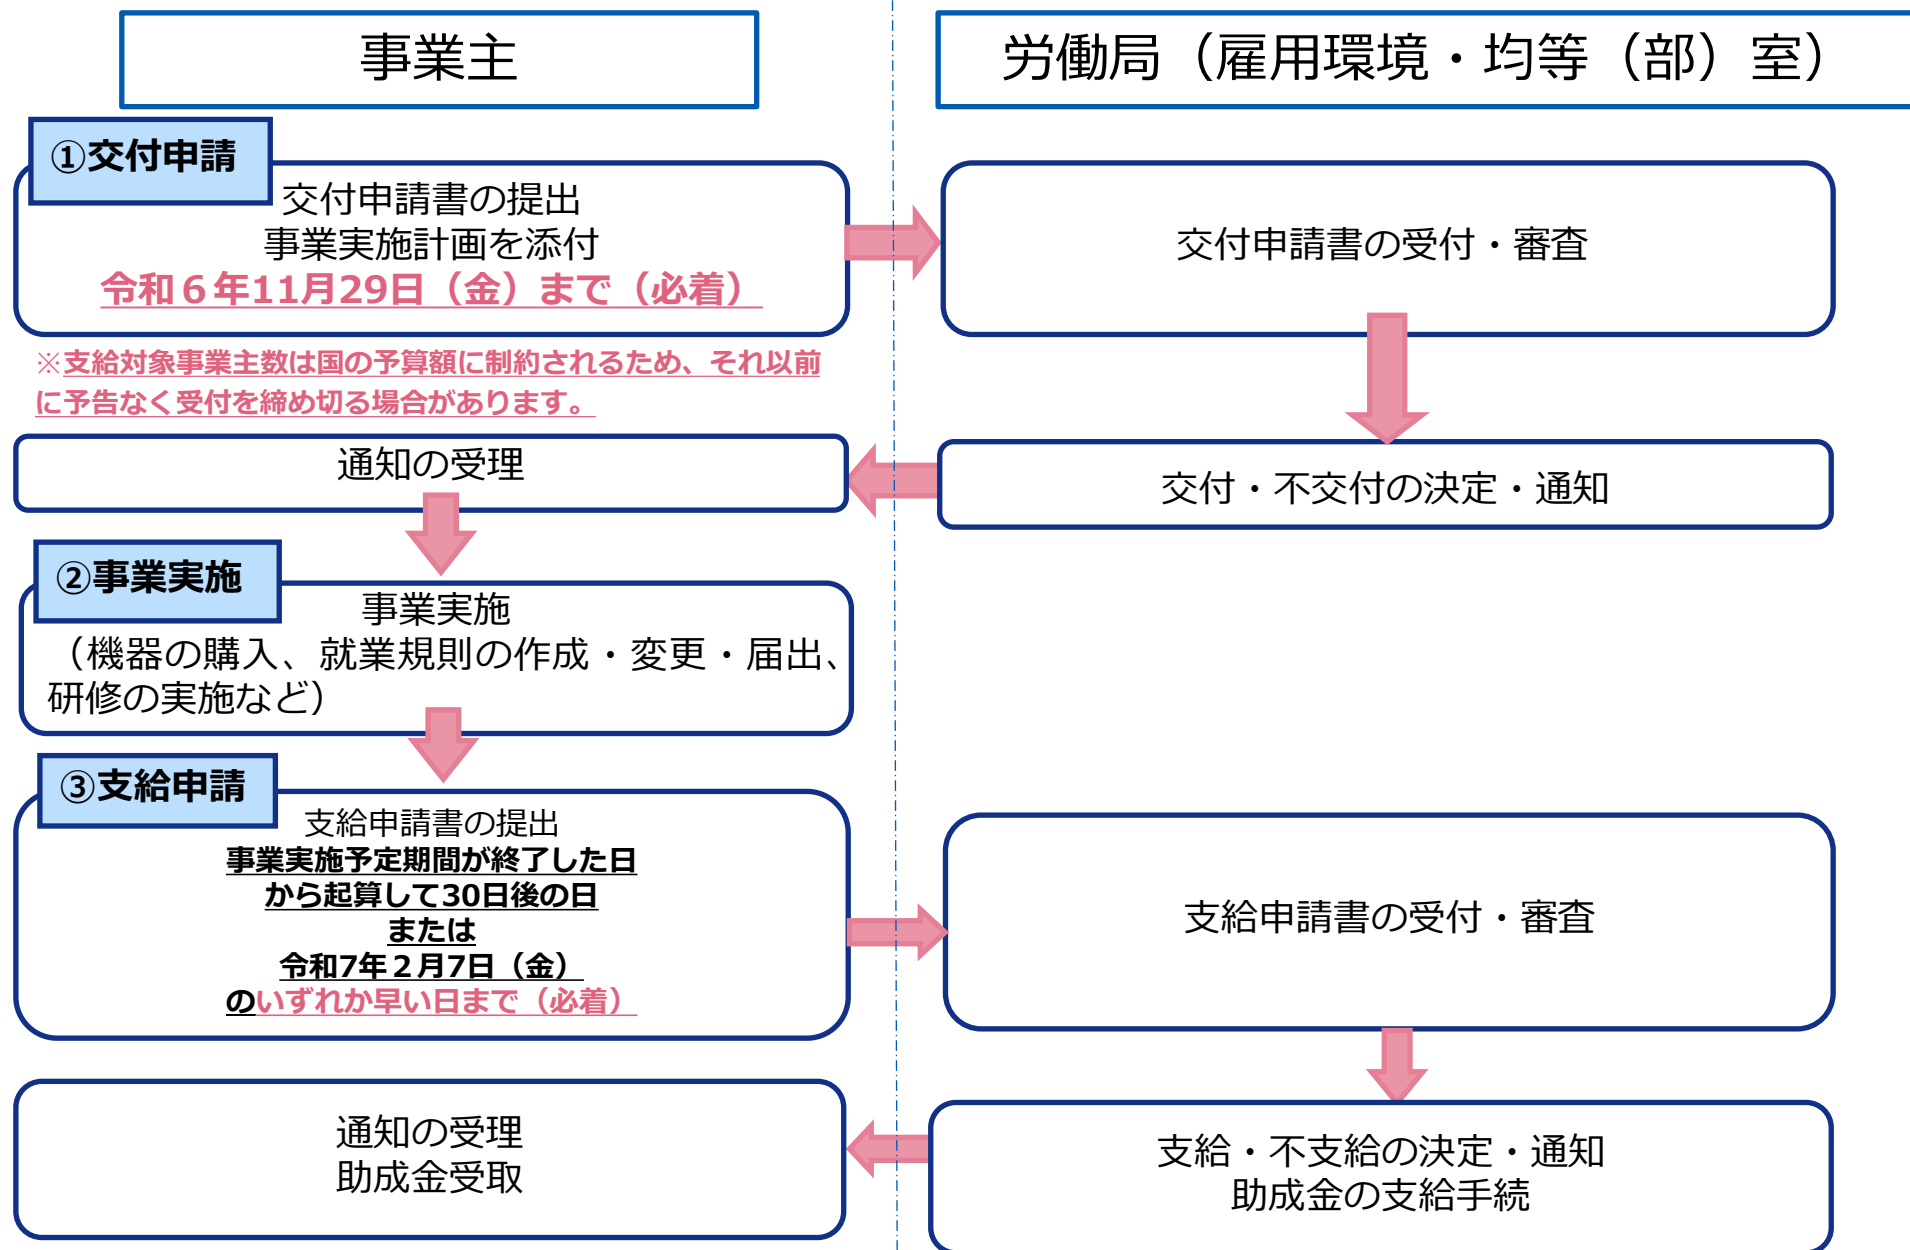 事業主
労働局（雇用環境・均等（部）室）
①交付申請
交付申請書の提出
事業実施計画を添付
令和６年11月29日（金）まで（必着）
交付申請書の受付・審査
※支給対象事業主数は国の予算額に制約されるため、それ以前
に予告なく受付を締め切る場合があります。
通知の受理
交付・不交付の決定・通知
②事業実施
事業実施
（機器の購入、就業規則の作成・変更・届出、
研修の実施など）
③支給申請
支給申請書の提出
事業実施予定期間が終了した日
から起算して30日後の日
または
令和7年２月7日（金）
のいずれか早い日まで（必着）
支給申請書の受付・審査
通知の受理
助成金受取
支給・不支給の決定・通知
助成金の支給手続